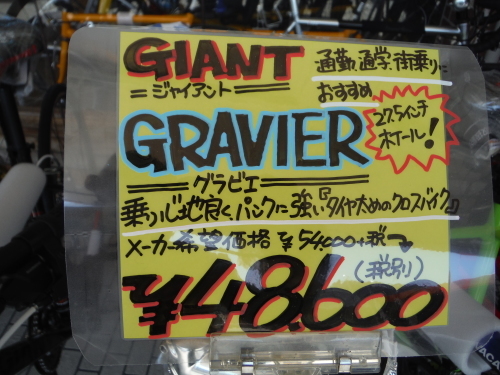 GIANT
ジャイアント
通勤、通学、街乗りに
おすすめ
GRAVIER
27.5インチ
ホイール!
グラビエ
乗りじ地良く、パンクに強い『タイヤ太めのクロスバイク』
メーカー希望価格 ¥54000+税
(税別)
¥48.600